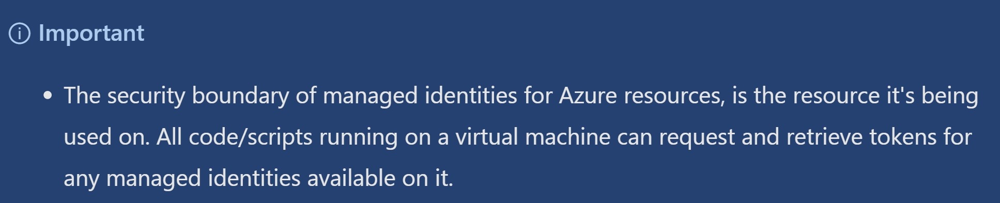 Important
• The security boundary of managed identities for Azure resources, is the resource it's being
used on. All code/scripts running on a virtual machine can request and retrieve tokens for
any managed identities available on it.